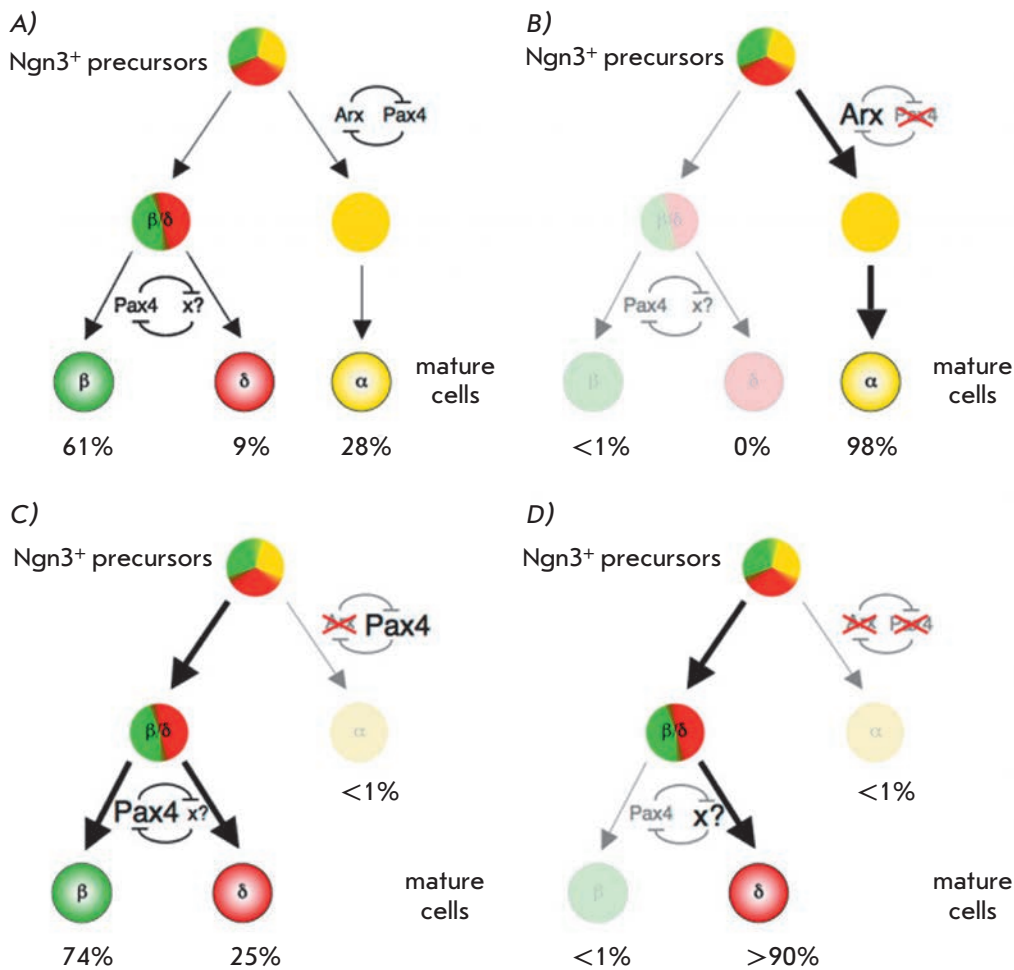 A)
Ngn3⁺ precursors
Arx Pax4
β/δ
Pax4 x?
β δ α
mature
cells
61% 9% 28%
B)
Ngn3⁺ precursors
Arx Pax4
β/δ
Pax4 x?
β δ α
mature
cells
<1% 0% 98%
C)
Ngn3⁺ precursors
Arx Pax4
β/δ
α
<1%
Pax4 x?
β δ
mature
cells
74% 25%
D)
Ngn3⁺ precursors
Arx Pax4
β/δ
α
<1%
Pax4 x?
β δ
mature
cells
<1% >90%